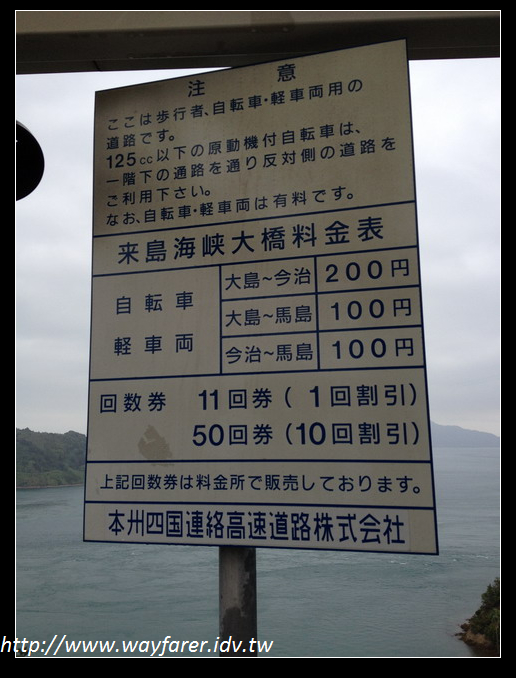 注意
ここは歩行者、自転車・軽車両用の
道路です。
125cc以下の原動機付自転車は、
一階下の通路を通り反対側の道路を
ご利用下さい。
なお、自転車・軽車両は有料です。
来島海峡大橋料金表
自転車
軽車両
大島~今治 200円
大島~馬島 100円
今治~馬島 100円
回数券 11回券(1回割引)
50回券(10回割引)
上記回数券は料金所で販売しております。
本州四国連絡高速道路株式会社
http://www.wayfarer.idv.tw